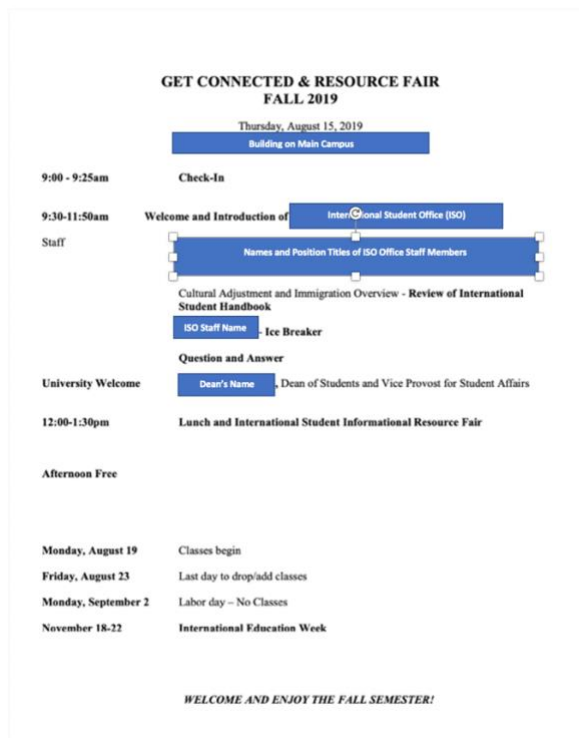 GET CONNECTED & RESOURCE FAIR
FALL 2019
Thursday, August 15, 2019
Building on Main Campus
9:00 - 9:25am Check-In
9:30-11:50am Welcome and Introduction of International Student Office (ISO)
Staff
Names and Position Titles of ISO Office Staff Members
Cultural Adjustment and Immigration Overview - Review of International
Student Handbook
ISO Staff Name - Ice Breaker
Question and Answer
University Welcome Dean's Name, Dean of Students and Vice Provost for Student Affairs
12:00-1:30pm Lunch and International Student Informational Resource Fair
Afternoon Free
Monday, August 19 Classes begin
Friday, August 23 Last day to drop/add classes
Monday, September 2 Labor day – No Classes
November 18-22 International Education Week
WELCOME AND ENJOY THE FALL SEMESTER!